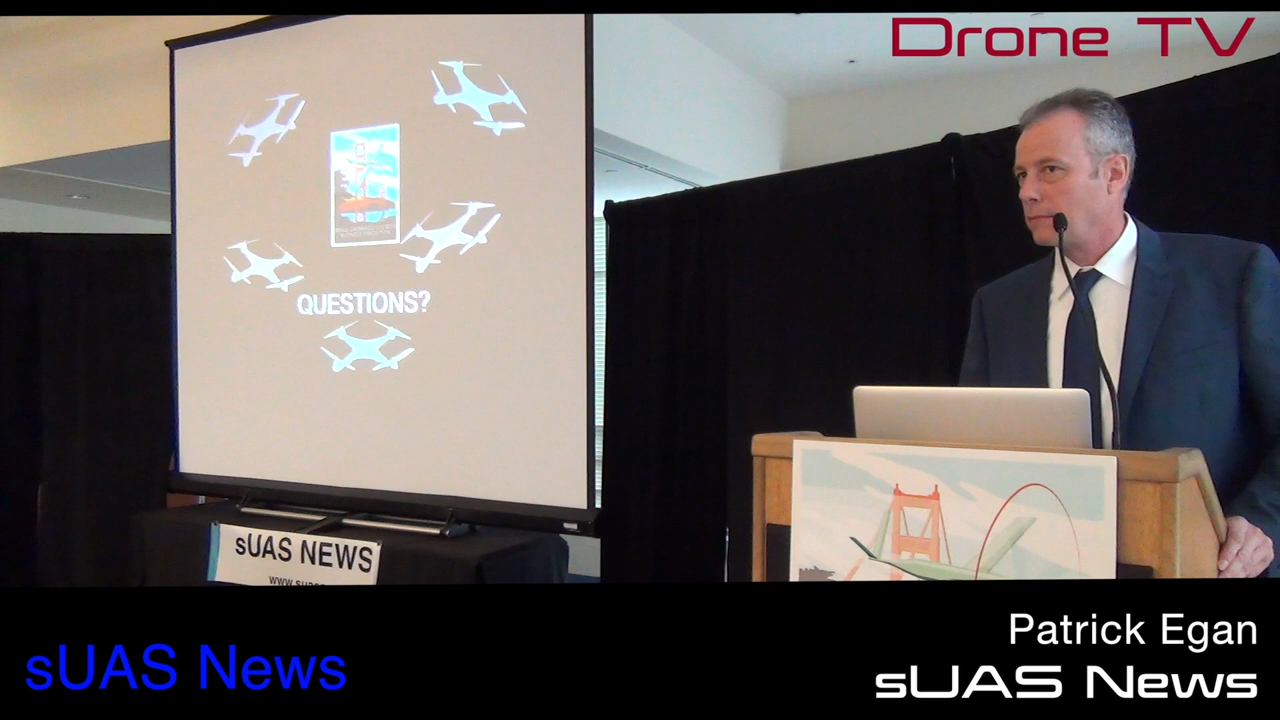 Drone TV
QUESTIONS?
sUAS NEWS
sUAS News
Patrick Egan
sUAS News